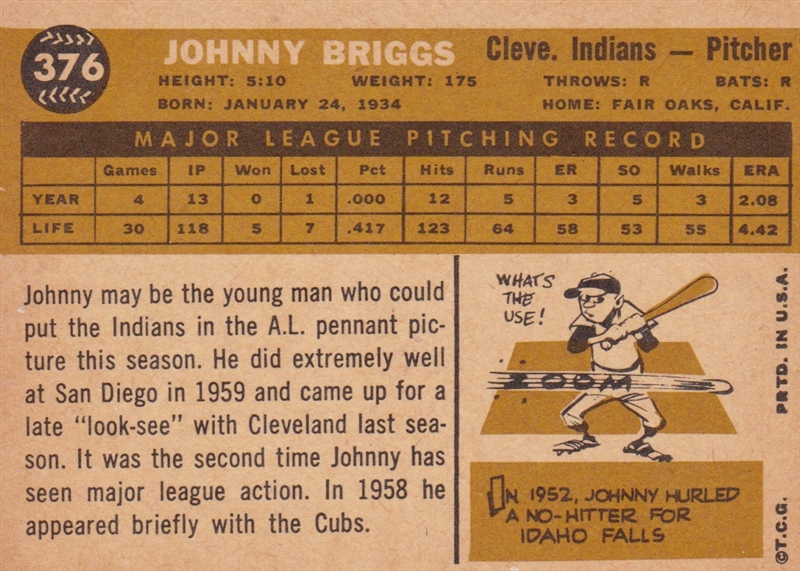 376
JOHNNY BRIGGS Cleve. Indians — Pitcher
HEIGHT: 5:10 WEIGHT: 175 THROWS: R BATS: R
BORN: JANUARY 24, 1934 HOME: FAIR OAKS, CALIF.
MAJOR LEAGUE PITCHING RECORD
Games IP Won Lost Pct Hits Runs ER SO Walks ERA
YEAR 4 13 0 1 .000 12 5 3 5 3 2.08
LIFE 30 118 5 7 .417 123 64 58 53 55 4.42
Johnny may be the young man who could
put the Indians in the A.L. pennant pic-
ture this season. He did extremely well
at San Diego in 1959 and came up for a
late "look-see" with Cleveland last sea-
son. It was the second time Johnny has
seen major league action. In 1958 he
appeared briefly with the Cubs.
WHATS
THE
USE!
ZOOM
IN 1952, JOHNNY HURLED
A NO-HITTER FOR
IDAHO FALLS
©T.C.G. PRTD. IN U.S.A.